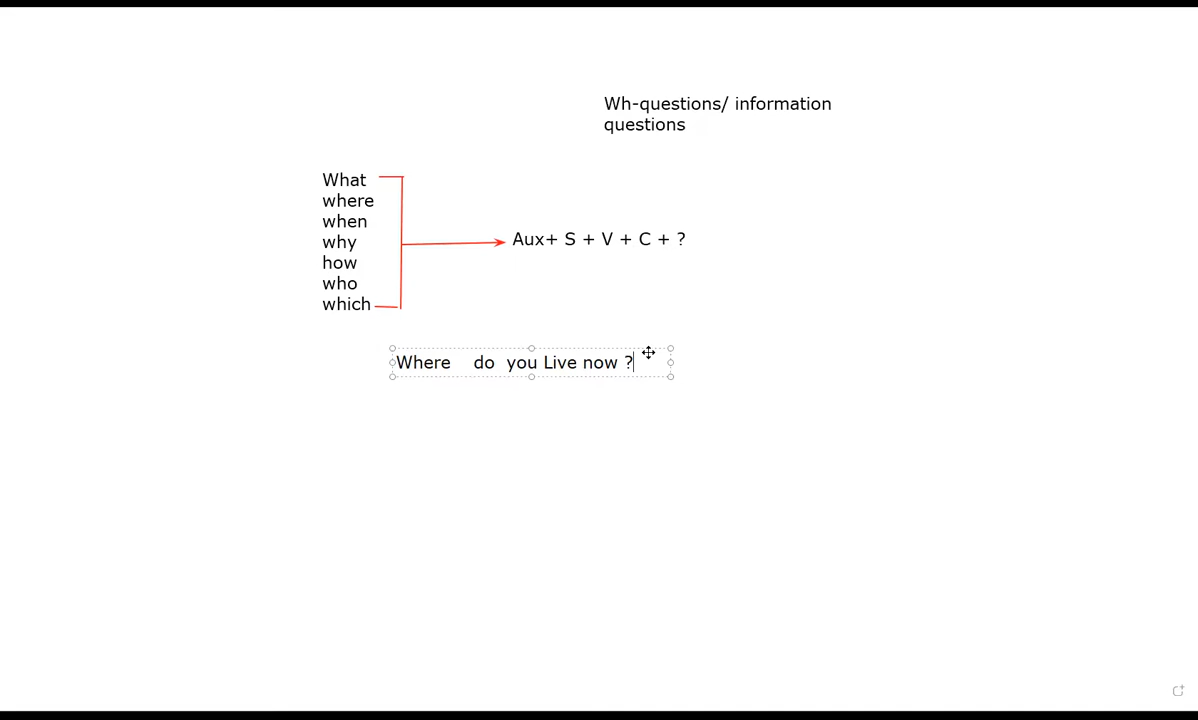 Wh-questions/ information
questions
What
where
when
why
how
who
which
Aux+ S + V + C + ?
Where do you Live now ?